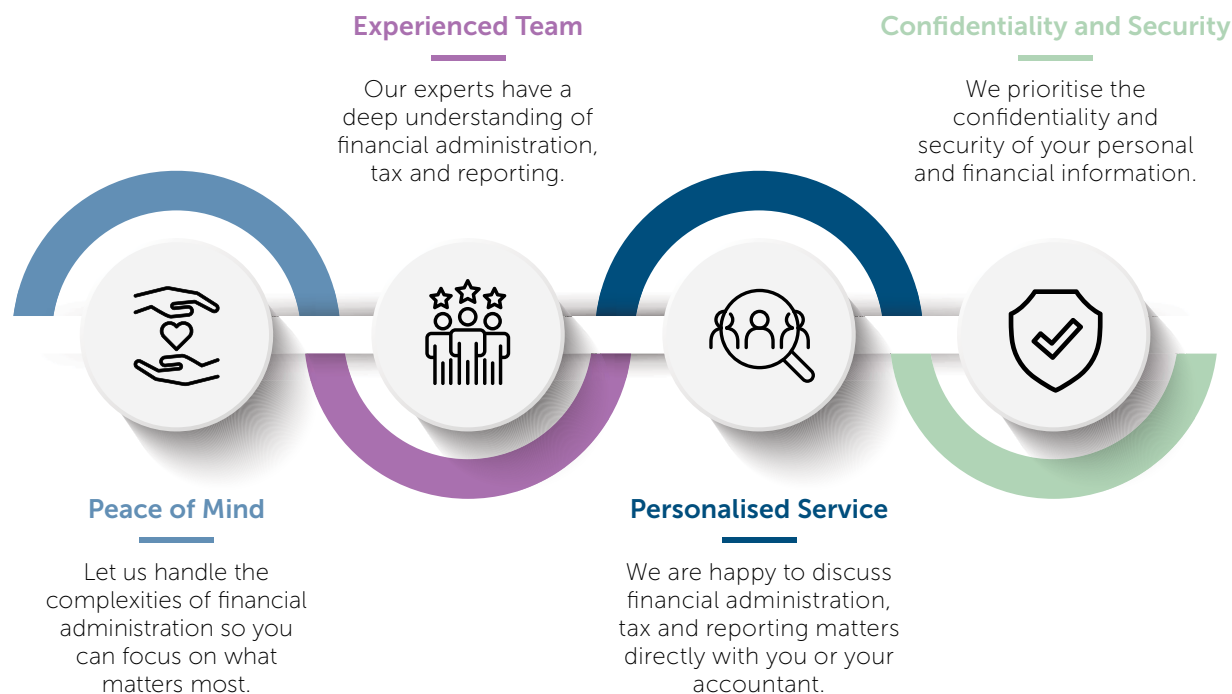 Experienced Team
Our experts have a
deep understanding of
financial administration,
tax and reporting.
Confidentiality and Security
We prioritise the
confidentiality and
security of your personal
and financial information.
Peace of Mind
Let us handle the
complexities of financial
administration so you
can focus on what
matters most.
Personalised Service
We are happy to discuss
financial administration,
tax and reporting matters
directly with you or your
accountant.